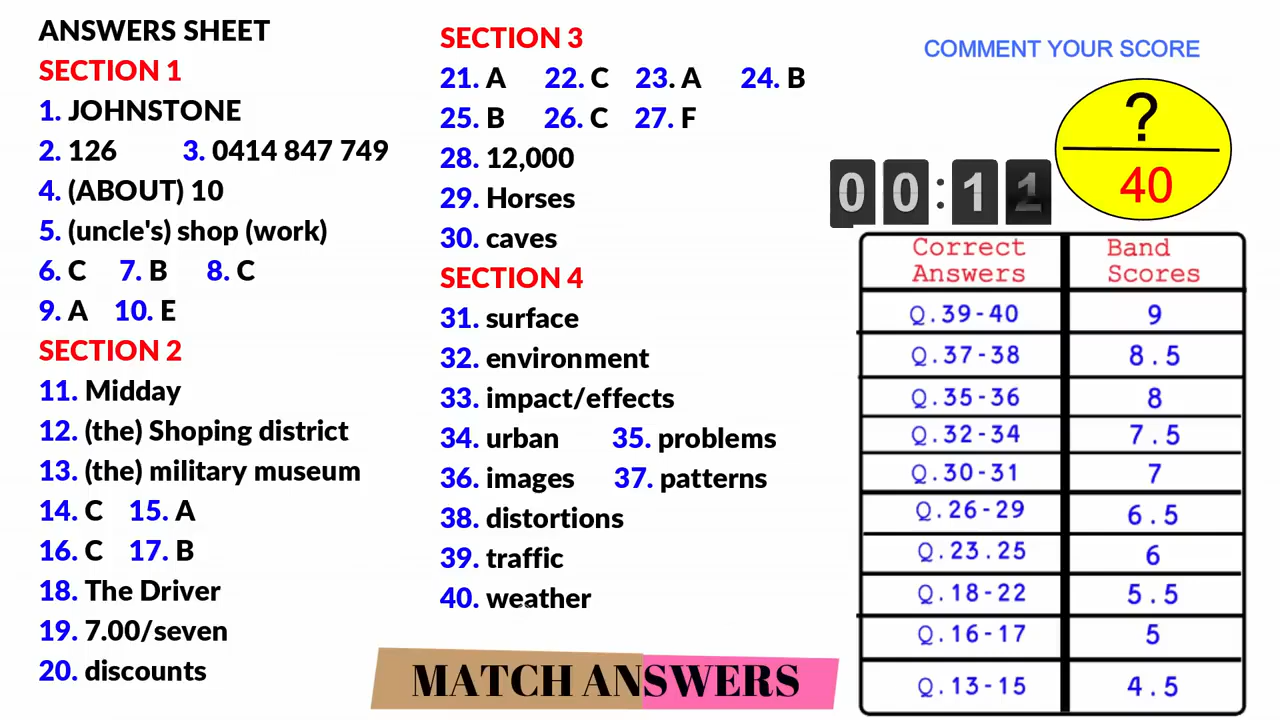 ANSWERS SHEET
SECTION 1
1. JOHNSTONE
2. 126 3. 0414 847 749
4. (ABOUT) 10
5. (uncle's) shop (work)
6. C 7. B 8. C
9. A 10. E
SECTION 2
11. Midday
12. (the) Shoping district
13. (the) military museum
14. C 15. A
16. C 17. B
18. The Driver
19. 7.00/seven
20. discounts
SECTION 3
21. A 22. C 23. A 24. B
25. B 26. C 27. F
28. 12,000
29. Horses
30. caves
SECTION 4
31. surface
32. environment
33. impact/effects
34. urban 35. problems
36. images 37. patterns
38. distortions
39. traffic
40. weather
MATCH ANSWERS
COMMENT YOUR SCORE
?
40
00:1
Correct Answers Band Scores
Q.39-40 9
Q.37-38 8.5
Q.35-36 8
Q.32-34 7.5
Q.30-31 7
Q.26-29 6.5
Q.23.25 6
Q.18-22 5.5
Q.16-17 5
Q.13-15 4.5